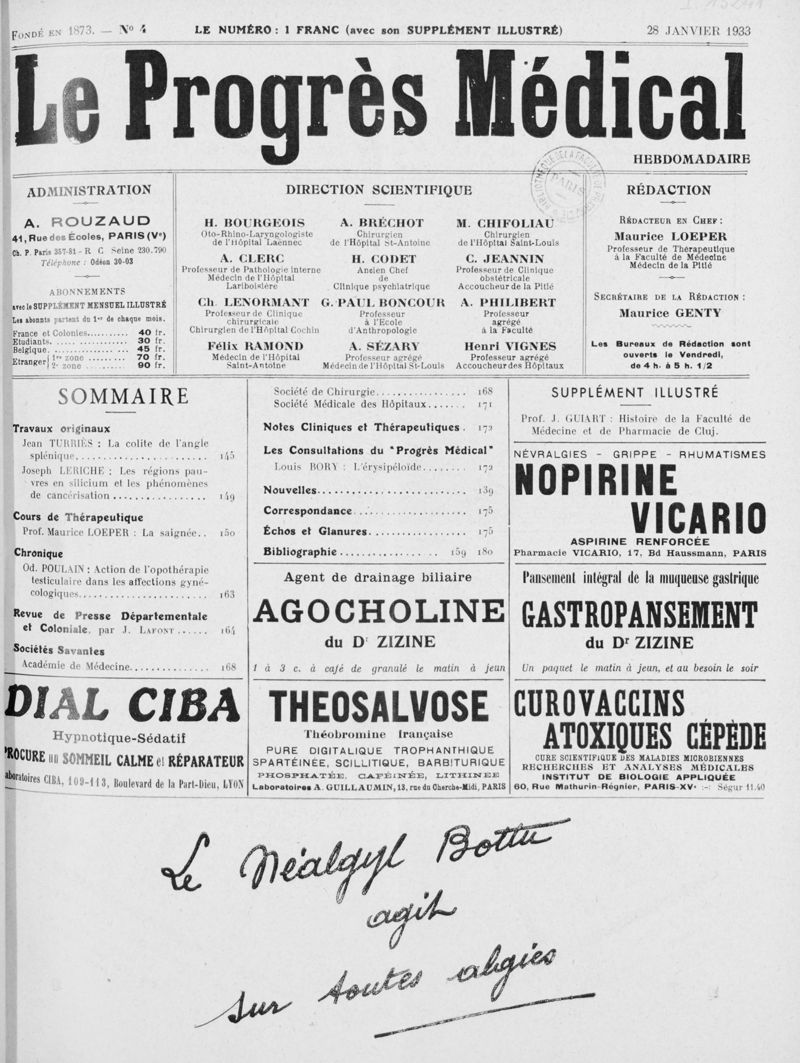 FONDÉ EN 1873. — No 4
LE NUMÉRO : 1 FRANC (avec son SUPPLÉMENT ILLUSTRÉ)
28 JANVIER 1933
Le Progrès Médical
HEBDOMADAIRE
ADMINISTRATION
A. ROUZAUD
41, Rue des Écoles, PARIS (Ve)
Ch. P. Paris 357-81 - R C Seine 230.790
Téléphone : Odéon 30-03
ABONNEMENTS
avec le SUPPLÉMENT MENSUEL ILLUSTRÉ
Les abonnts partent du 1er de chaque mois.
France et Colonies.......... 40 fr.
Etudiants.................. 30 fr.
Belgique................... 45 fr.
Etranger 1re zone ........ 70 fr.
2e zone ........ 90 fr.
DIRECTION SCIENTIFIQUE
H. BOURGEOIS
Oto-Rhino-Laryngologiste
de l'Hôpital Laënnec
A. CLERC
Professeur de Pathologie interne
Médecin de l'Hôpital
Lariboisière
Ch. LENORMANT
Professeur de Clinique
chirurgicale
Chirurgien de l'Hôpital Cochin
Félix RAMOND
Médecin de l'Hôpital
Saint-Antoine
A. BRÉCHOT
Chirurgien
de l'Hôpital St-Antoine
H. CODET
Ancien Chef
de
Clinique psychiatrique
G. PAUL BONCOUR
Professeur
à l'Ecole
d'Anthropologie
A. SÉZARY
Professeur agrégé
Médecin de l'Hôpital St-Louis
M. CHIFOLIAU
Chirurgien
de l'Hôpital Saint-Louis
C. JEANNIN
Professeur de Clinique
obstétricale
Accoucheur de la Pitié
A. PHILIBERT
Professeur
agrégé
à la Faculté
Henri VIGNES
Professeur agrégé
Accoucheur des Hôpitaux
RÉDACTION
RÉDACTEUR EN CHEF :
Maurice LOEPER
Professeur de Thérapeutique
à la Faculté de Médecine
Médecin de la Pitié
SECRÉTAIRE DE LA RÉDACTION :
Maurice GENTY
Les Bureaux de Rédaction sont
ouverts le Vendredi,
de 4 h. à 5 h. 1/2
SOMMAIRE
Travaux originaux
Jean TURRIÈS : La colite de l'angle
splénique........................ 145
Joseph LERICHE : Les régions pau-
vres en silicium et les phénomènes
de cancérisation ................ 149
Cours de Thérapeutique
Prof. Maurice LOEPER : La saignée.. 150
Chronique
Od. POULAIN : Action de l'opothérapie
testiculaire dans les affections gyné-
cologiques........................ 163
Revue de Presse Départementale
et Coloniale, par J. LAFONT ...... 164
Sociétés Savantes
Académie de Médecine.............. 168
Société de Chirurgie.............. 168
Société Médicale des Hôpitaux....... 171
Notes Cliniques et Thérapeutiques. 172
Les Consultations du "Progrès Médical"
Louis BORY : L'érysipéloïde........ 172
Nouvelles........................ 139
Correspondance.................. 175
Échos et Glanures................ 175
Bibliographie.................... 159 180
SUPPLÉMENT ILLUSTRÉ
Prof. J. GUIART : Histoire de la Faculté de
Médecine et de Pharmacie de Cluj.
NÉVRALGIES - GRIPPE - RHUMATISMES
NOPIRINE
VICARIO
ASPIRINE RENFORCÉE
Pharmacie VICARIO, 17, Bd Haussmann, PARIS
Agent de drainage biliaire
AGOCHOLINE
du Dr ZIZINE
1 à 3 c. à café de granulé le matin à jeun
Pansement intégral de la muqueuse gastrique
GASTROPANSEMENT
du Dr ZIZINE
Un paquet le matin à jeun, et au besoin le soir
DIAL CIBA
Hypnotique-Sédatif
PROCURE un SOMMEIL CALME et RÉPARATEUR
Laboratoires CIBA, 109-113, Boulevard de la Part-Dieu, LYON
THEOSALVOSE
Théobromine française
PURE DIGITALIQUE TROPHANTHIQUE
SPARTÉINÉE, SCILLITIQUE, BARBITURIQUE
PHOSPHATÉE, CAFÉINÉE, LITHINÉE
Laboratoires A. GUILLAUMIN, 13, rue du Cherche-Midi, PARIS
CUROVACCINS
ATOXIQUES CÉPÈDE
CURE SCIENTIFIQUE DES MALADIES MICROBIENNES
RECHERCHES ET ANALYSES MÉDICALES
INSTITUT DE BIOLOGIE APPLIQUÉE
60, Rue Mathurin-Régnier, PARIS-XVe :-: Ségur 11.40
Le Néalgyl Bottu
agit
sur toutes algies